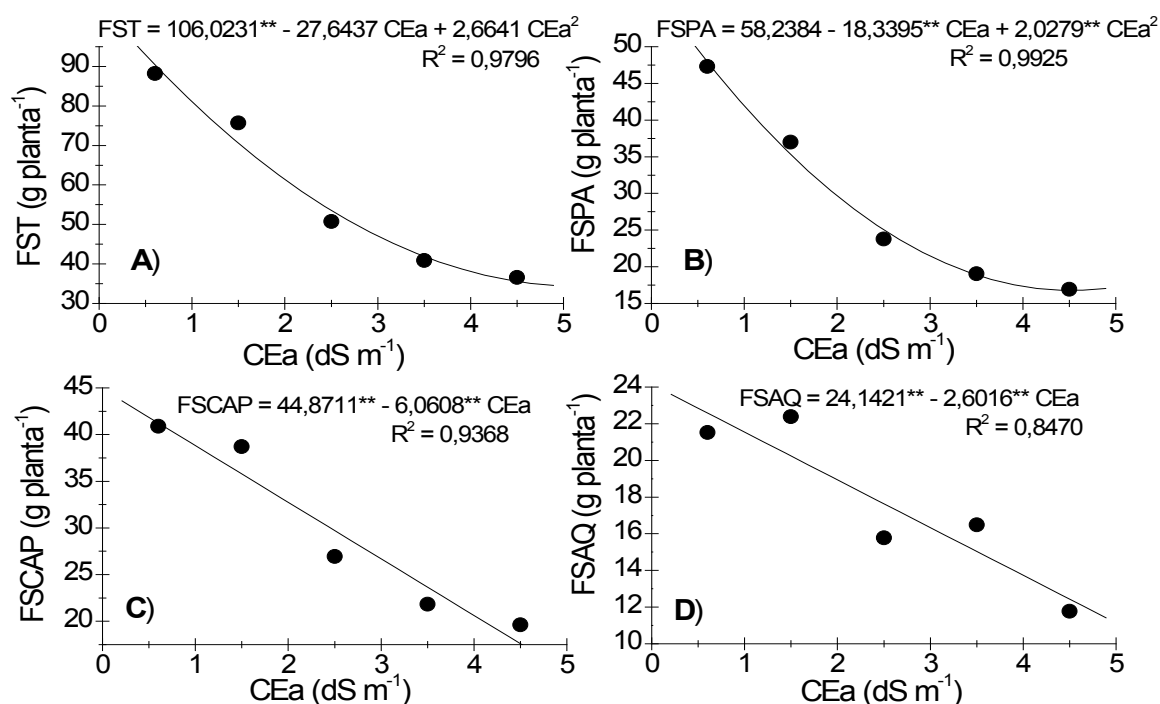 FST = 106,0231** - 27,6437 CEa + 2,6641 CEa²
R² = 0,9796
90
80
70
60
50
40
30
FST (g planta⁻¹)
A)
0 1 2 3 4 5
CEa (dS m⁻¹)
FSPA = 58,2384 - 18,3395** CEa + 2,0279** CEa²
R² = 0,9925
50
45
40
35
30
25
20
15
FSPA (g planta⁻¹)
B)
0 1 2 3 4 5
CEa (dS m⁻¹)
FSCAP = 44,8711** - 6,0608** CEa
R² = 0,9368
45
40
35
30
25
20
FSCAP (g planta⁻¹)
C)
0 1 2 3 4 5
CEa (dS m⁻¹)
FSAQ = 24,1421** - 2,6016** CEa
R² = 0,8470
24
22
20
18
16
14
12
10
FSAQ (g planta⁻¹)
D)
0 1 2 3 4 5
CEa (dS m⁻¹)